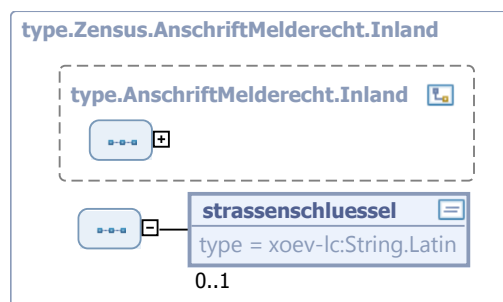 type.Zensus.AnschriftMelderecht.Inland
type.AnschriftMelderecht.Inland
strassenschluessel
type = xoev-lc:String.Latin
0..1